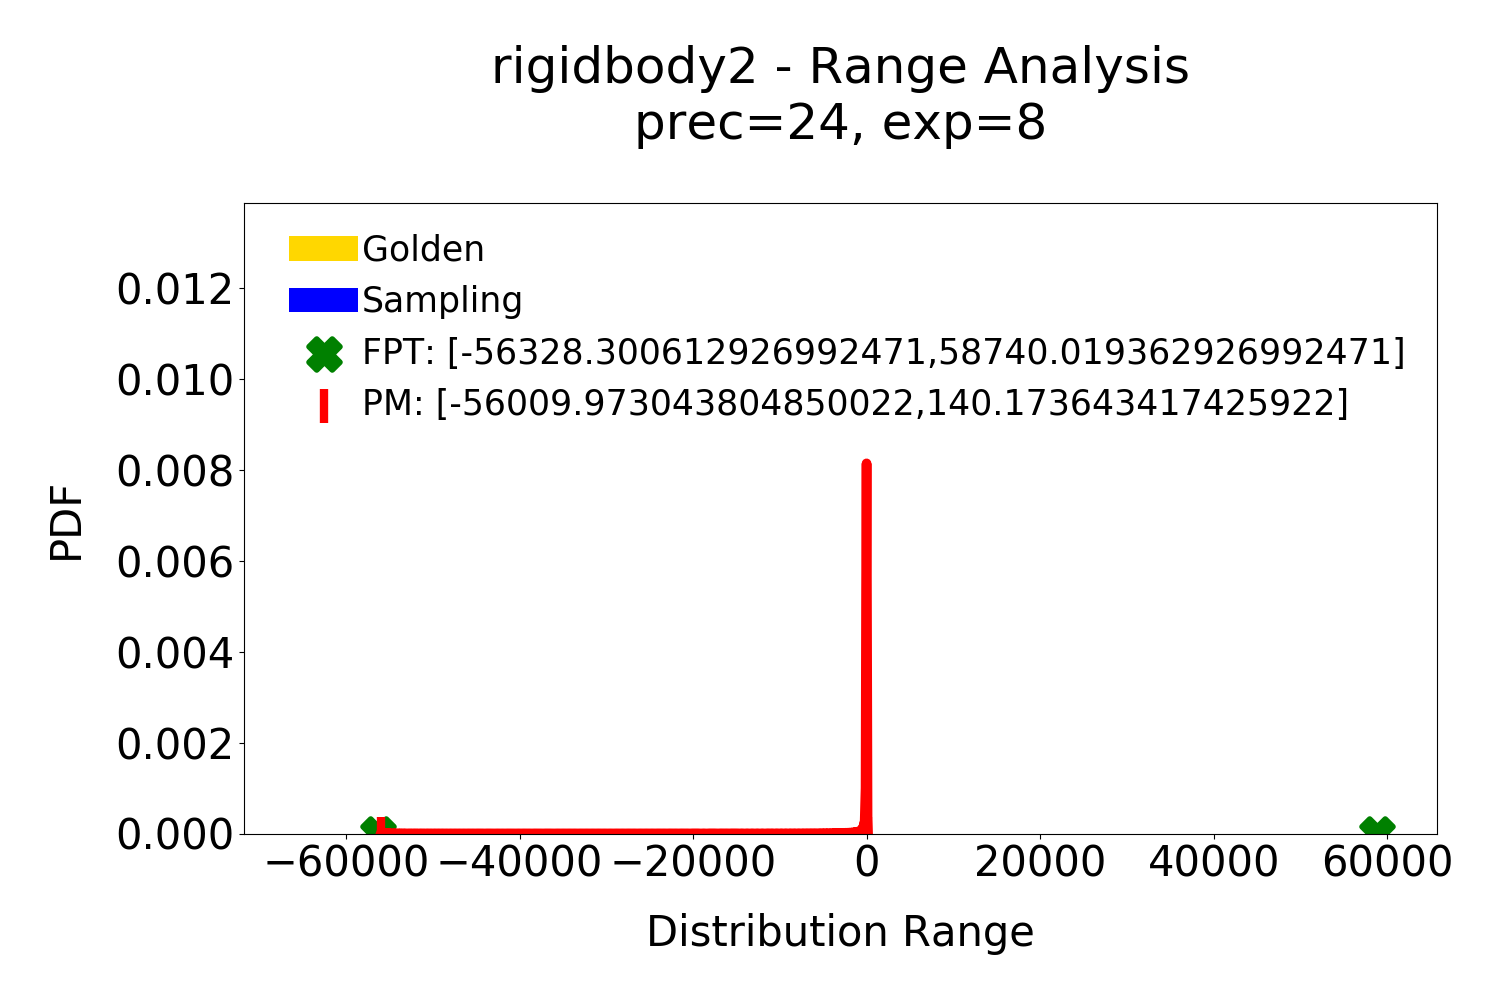 rigidbody2 - Range Analysis
prec=24, exp=8
Golden
Sampling
FPT: [-56328.300612926992471,58740.019362926992471]
PM: [-56009.973043804850022,140.173643417425922]
0.012
0.010
0.008
0.006
0.004
0.002
0.000
PDF
−60000 −40000 −20000 0 20000 40000 60000
Distribution Range